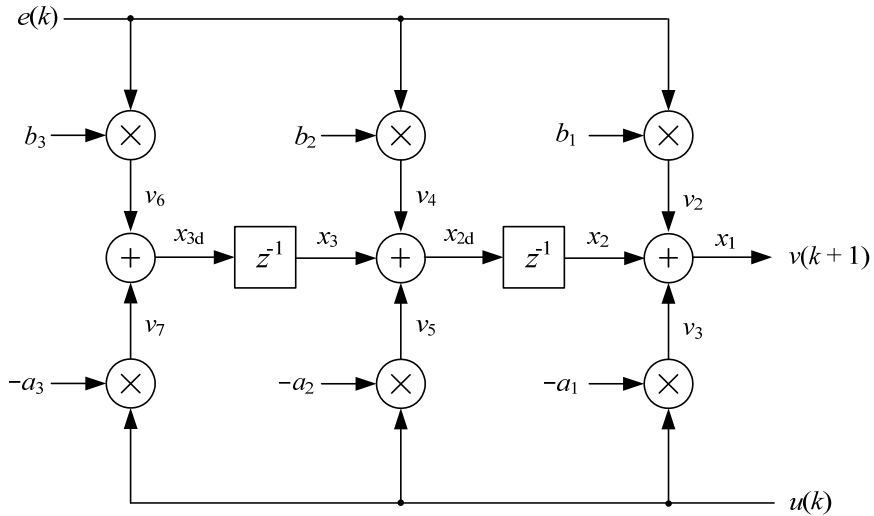 e(k)
b₃ × b₂ × b₁ ×
v₆ v₄ v₂
+ x₃d z⁻¹ x₃ + x₂d z⁻¹ x₂ + x₁ v(k + 1)
v₇ v₅ v₃
−a₃ × −a₂ × −a₁ ×
u(k)